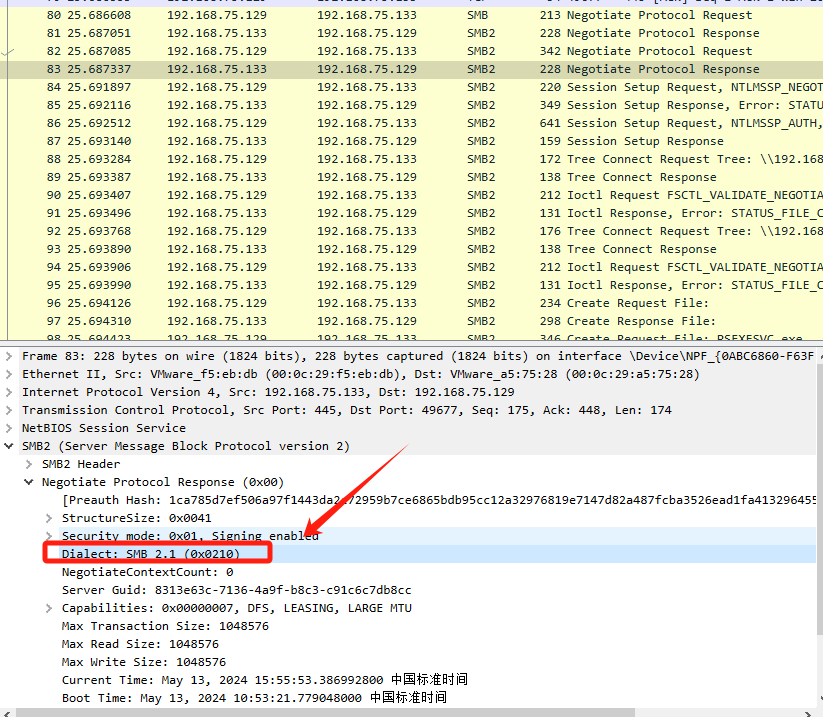 80 25.686608 192.168.75.129 192.168.75.133 SMB 213 Negotiate Protocol Request
81 25.687051 192.168.75.133 192.168.75.129 SMB2 228 Negotiate Protocol Response
82 25.687085 192.168.75.129 192.168.75.133 SMB2 342 Negotiate Protocol Request
83 25.687337 192.168.75.133 192.168.75.129 SMB2 228 Negotiate Protocol Response
84 25.691897 192.168.75.129 192.168.75.133 SMB2 220 Session Setup Request, NTLMSSP_NEGOT
85 25.692116 192.168.75.133 192.168.75.129 SMB2 349 Session Setup Response, Error: STATU
86 25.692512 192.168.75.129 192.168.75.133 SMB2 641 Session Setup Request, NTLMSSP_AUTH,
87 25.693140 192.168.75.133 192.168.75.129 SMB2 159 Session Setup Response
88 25.693284 192.168.75.129 192.168.75.133 SMB2 172 Tree Connect Request Tree: \\192.168
89 25.693387 192.168.75.133 192.168.75.129 SMB2 138 Tree Connect Response
90 25.693407 192.168.75.129 192.168.75.133 SMB2 212 Ioctl Request FSCTL_VALIDATE_NEGOTIA
91 25.693496 192.168.75.133 192.168.75.129 SMB2 131 Ioctl Response, Error: STATUS_FILE_C
92 25.693768 192.168.75.129 192.168.75.133 SMB2 176 Tree Connect Request Tree: \\192.168
93 25.693890 192.168.75.133 192.168.75.129 SMB2 138 Tree Connect Response
94 25.693906 192.168.75.129 192.168.75.133 SMB2 212 Ioctl Request FSCTL_VALIDATE_NEGOTIA
95 25.693990 192.168.75.133 192.168.75.129 SMB2 131 Ioctl Response, Error: STATUS_FILE_C
96 25.694126 192.168.75.129 192.168.75.133 SMB2 234 Create Request File:
97 25.694310 192.168.75.133 192.168.75.129 SMB2 298 Create Response File:
98 25.694423 192.168.75.129 192.168.75.133 SMB2 346 Create Request File: PSEXESVC.exe
Frame 83: 228 bytes on wire (1824 bits), 228 bytes captured (1824 bits) on interface \Device\NPF_{0ABC6860-F63F
Ethernet II, Src: VMware_f5:eb:db (00:0c:29:f5:eb:db), Dst: VMware_a5:75:28 (00:0c:29:a5:75:28)
Internet Protocol Version 4, Src: 192.168.75.133, Dst: 192.168.75.129
Transmission Control Protocol, Src Port: 445, Dst Port: 49677, Seq: 175, Ack: 448, Len: 174
NetBIOS Session Service
SMB2 (Server Message Block Protocol version 2)
SMB2 Header
Negotiate Protocol Response (0x00)
[Preauth Hash:
StructureSize: 0x0041
Security mode: 0x01, Signing enabled
Dialect: SMB 2.1 (0x0210)
NegotiateContextCount: 0
Server Guid: 8313e63c-7136-4a9f-b8c3-c91c6c7db8cc
Capabilities: 0x00000007, DFS, LEASING, LARGE MTU
Max Transaction Size: 1048576
Max Read Size: 1048576
Max Write Size: 1048576
Current Time: May 13, 2024 15:55:53.386992800 中国标准时间
Boot Time: May 13, 2024 10:53:21.779048000 中国标准时间